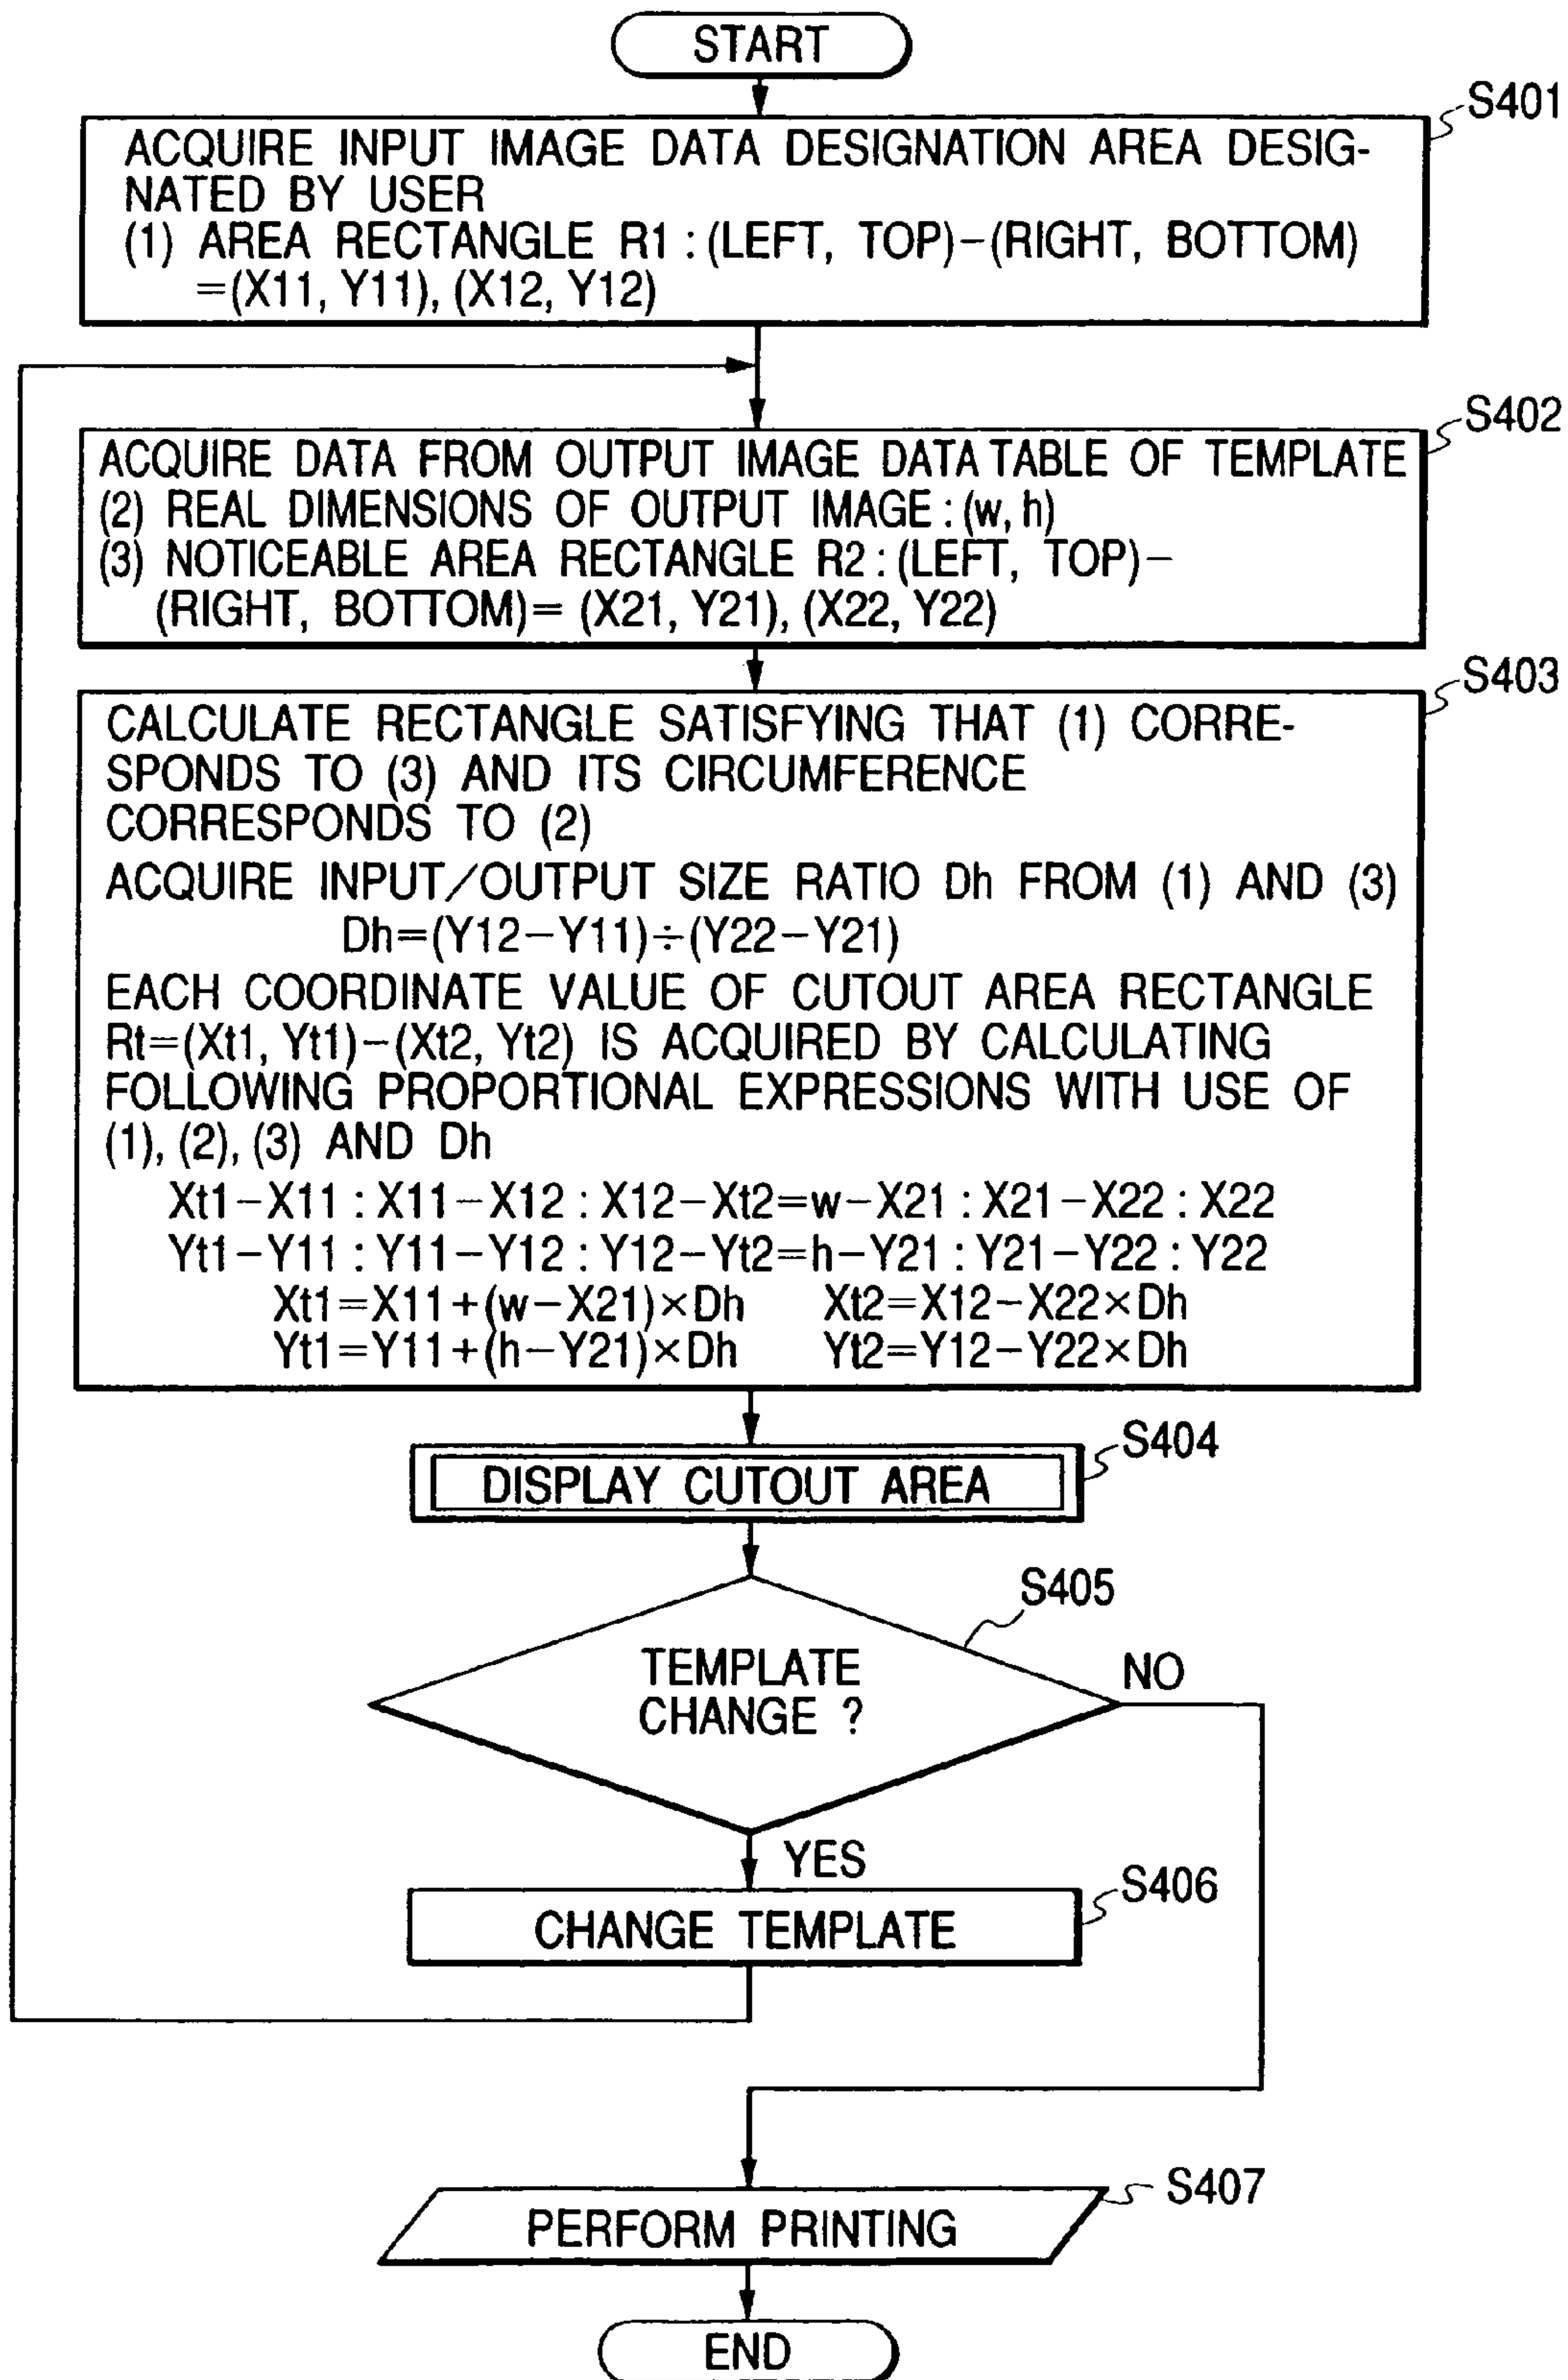 START
S401
ACQUIRE INPUT IMAGE DATA DESIGNATION AREA DESIG-
NATED BY USER
(1) AREA RECTANGLE R1 : (LEFT, TOP)-(RIGHT, BOTTOM)
=(X11, Y11), (X12, Y12)
S402
ACQUIRE DATA FROM OUTPUT IMAGE DATA TABLE OF TEMPLATE
(2) REAL DIMENSIONS OF OUTPUT IMAGE : (w, h)
(3) NOTICEABLE AREA RECTANGLE R2 : (LEFT, TOP)-
(RIGHT, BOTTOM)= (X21, Y21), (X22, Y22)
S403
CALCULATE RECTANGLE SATISFYING THAT (1) CORRE-
SPONDS TO (3) AND ITS CIRCUMFERENCE
CORRESPONDS TO (2)
ACQUIRE INPUT/OUTPUT SIZE RATIO Dh FROM (1) AND (3)
Dh=(Y12-Y11)÷(Y22-Y21)
EACH COORDINATE VALUE OF CUTOUT AREA RECTANGLE
Rt=(Xt1, Yt1)-(Xt2, Yt2) IS ACQUIRED BY CALCULATING
FOLLOWING PROPORTIONAL EXPRESSIONS WITH USE OF
(1), (2), (3) AND Dh
Xt1-X11 : X11-X12 : X12-Xt2=w-X21 : X21-X22 : X22
Yt1-Y11 : Y11-Y12 : Y12-Yt2=h-Y21 : Y21-Y22 : Y22
Xt1=X11+(w-X21)×Dh Xt2=X12-X22×Dh
Yt1=Y11+(h-Y21)×Dh Yt2=Y12-Y22×Dh
S404
DISPLAY CUTOUT AREA
S405
TEMPLATE
CHANGE ?
NO
YES
S406
CHANGE TEMPLATE
S407
PERFORM PRINTING
END